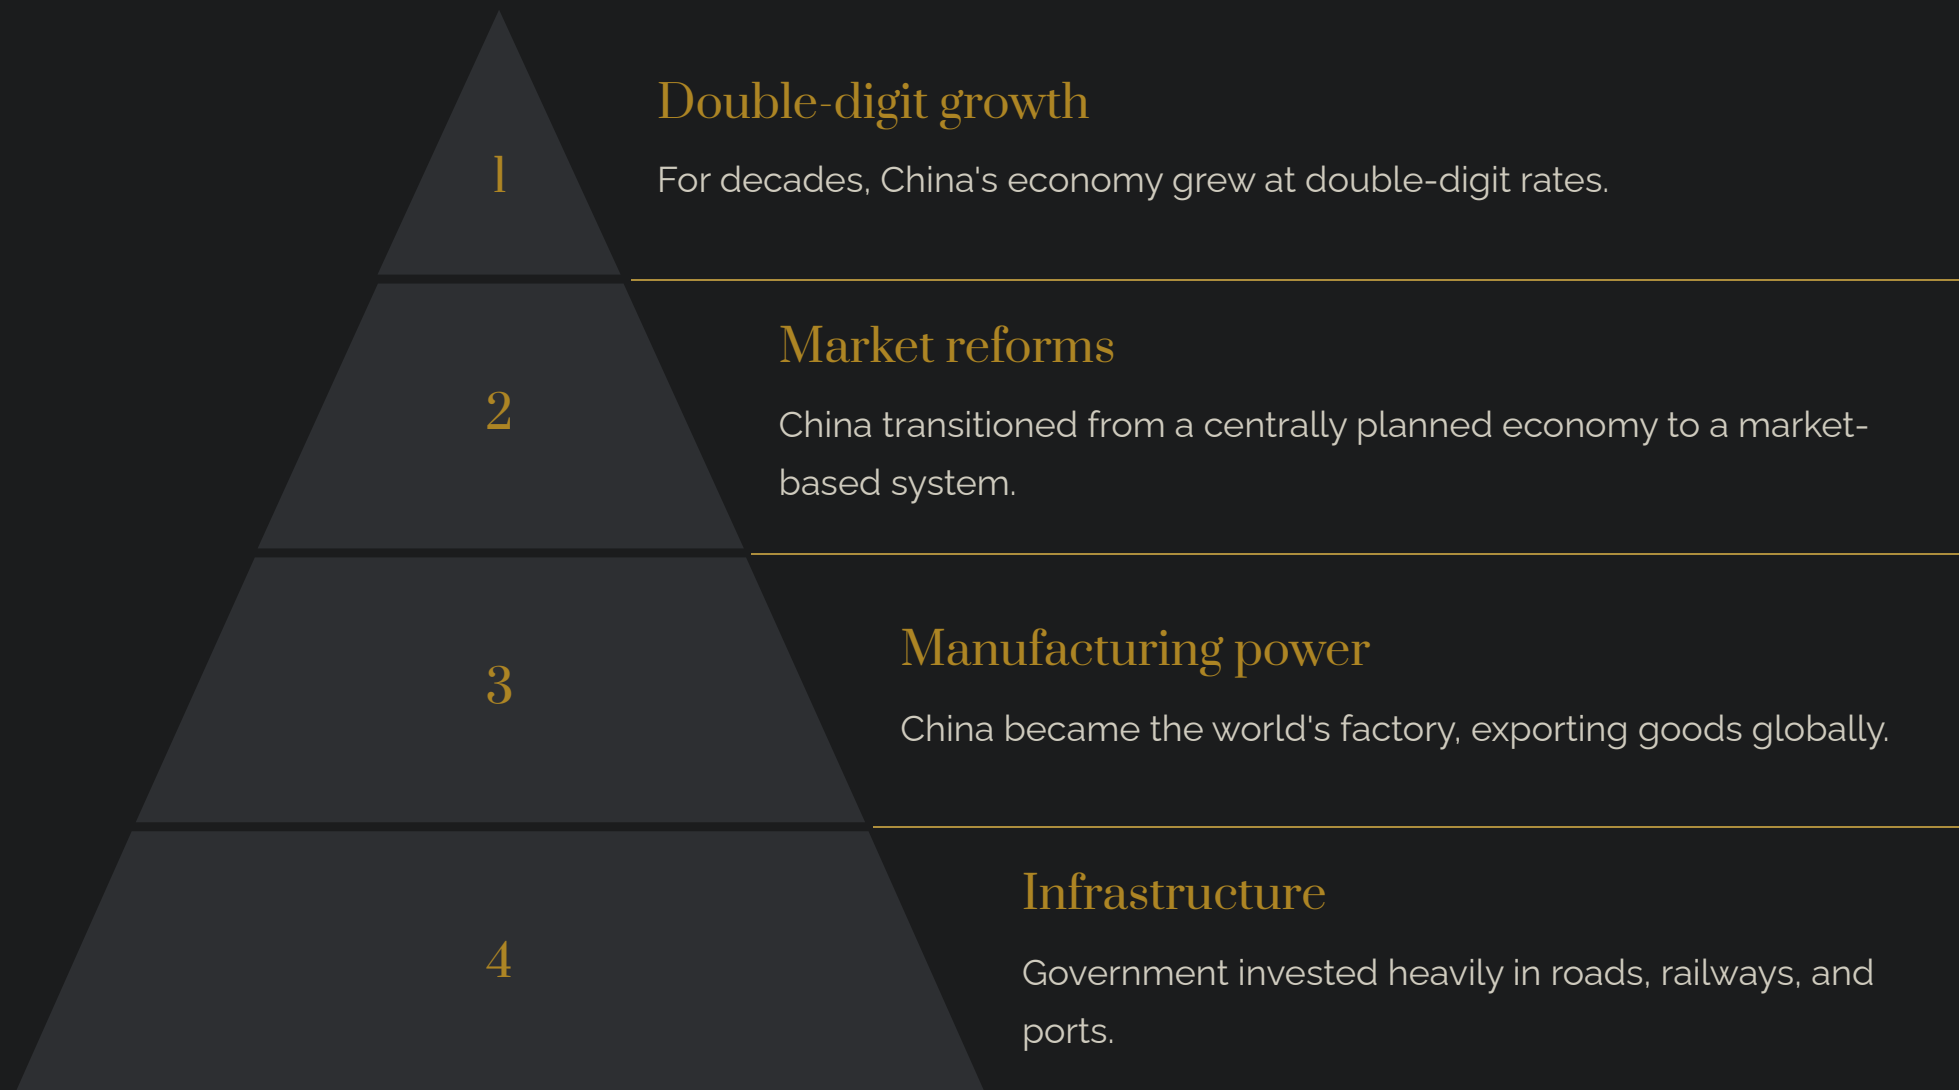 Double-digit growth
1
For decades, China's economy grew at double-digit rates.
Market reforms
2
China transitioned from a centrally planned economy to a market-
based system.
Manufacturing power
3
China became the world's factory, exporting goods globally.
Infrastructure
4
Government invested heavily in roads, railways, and
ports.